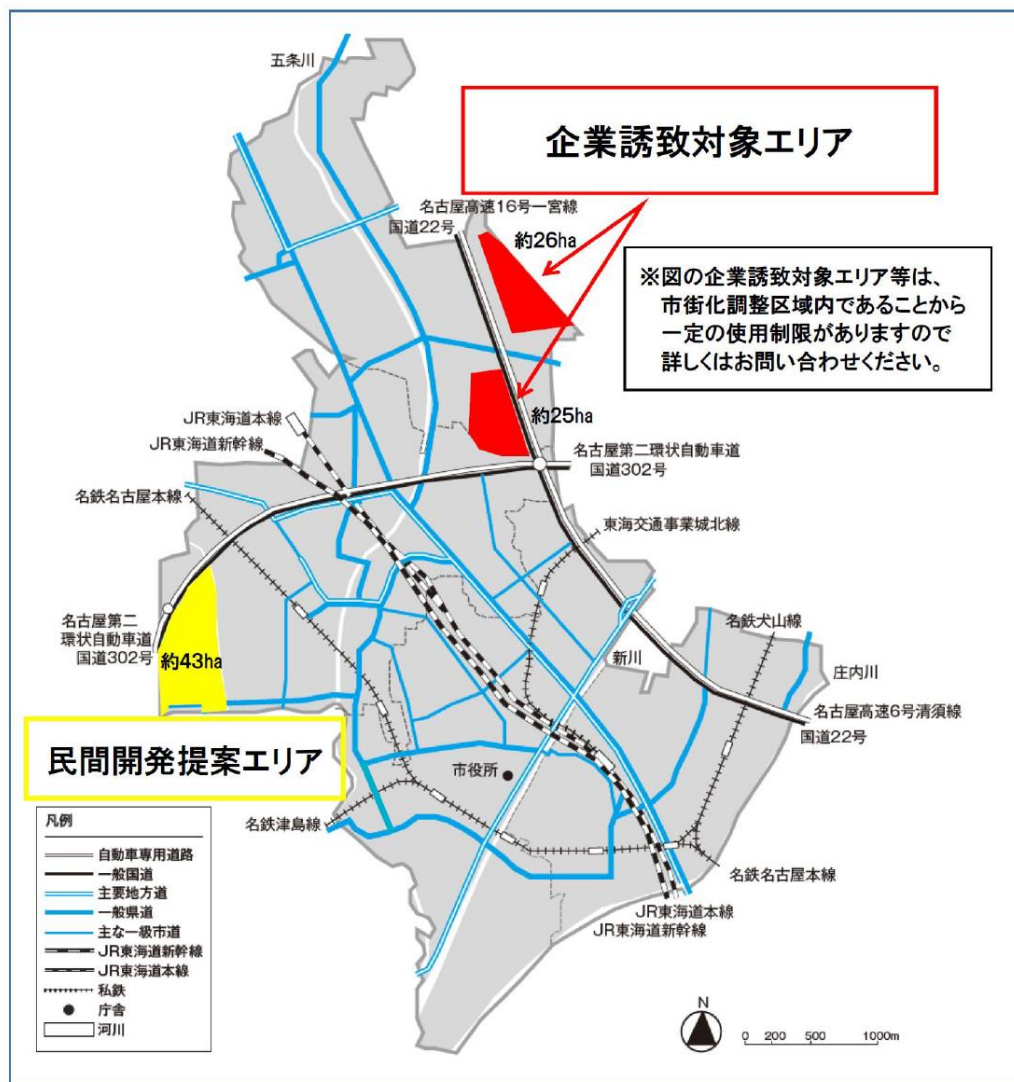 五条川
企業誘致対象エリア
名古屋高速16号一宮線
国道22号
約26ha
※図の企業誘致対象エリア等は、
市街化調整区域内であることから
一定の使用制限がありますので
詳しくはお問い合わせください。
約25ha
JR東海道本線
JR東海道新幹線
名古屋第二環状自動車道
国道302号
名鉄名古屋本線
東海交通事業城北線
名古屋第二
環状自動車道
国道302号
約43ha
名鉄犬山線
新川
庄内川
名古屋高速6号清須線
国道22号
民間開発提案エリア
市役所
名鉄津島線
名鉄名古屋本線
JR東海道本線
JR東海道新幹線
凡例
自動車専用道路
一般国道
主要地方道
一般県道
主な一級市道
JR東海道新幹線
JR東海道本線
私鉄
庁舎
河川
N
0 200 500 1000m